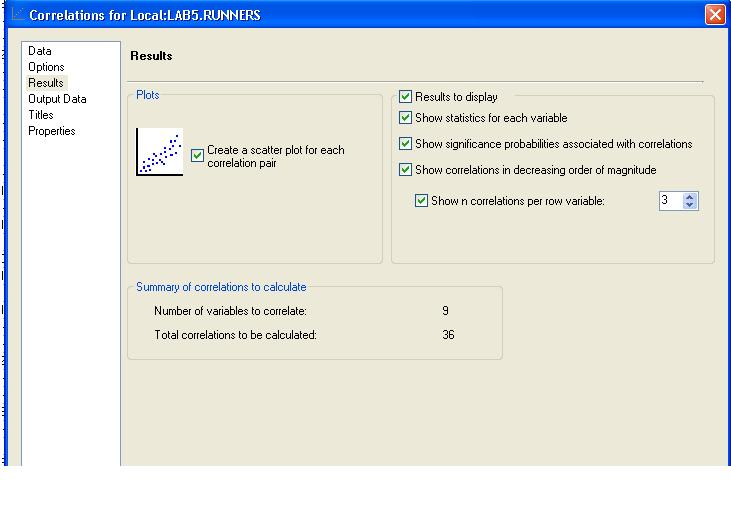 Correlations for Local:LAB5.RUNNERS
Data
Options
Results
Output Data
Titles
Properties
Results
Plots
Create a scatter plot for each
correlation pair
Results to display
Show statistics for each variable
Show significance probabilities associated with correlations
Show correlations in decreasing order of magnitude
Show n correlations per row variable: 3
Summary of correlations to calculate
Number of variables to correlate: 9
Total correlations to be calculated: 36